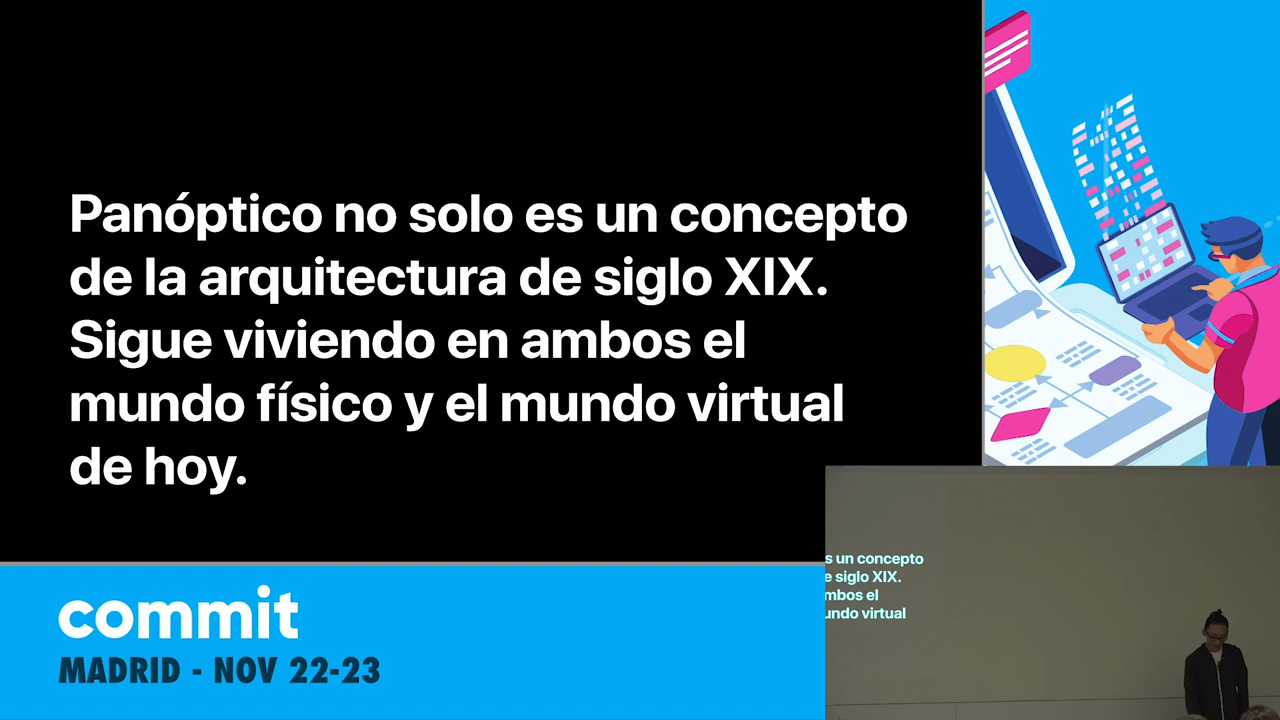 Panóptico no solo es un concepto
de la arquitectura de siglo XIX.
Sigue viviendo en ambos el
mundo físico y el mundo virtual
de hoy.
commit
MADRID - NOV 22-23
s un concepto
e siglo XIX.
mbos el
undo virtual